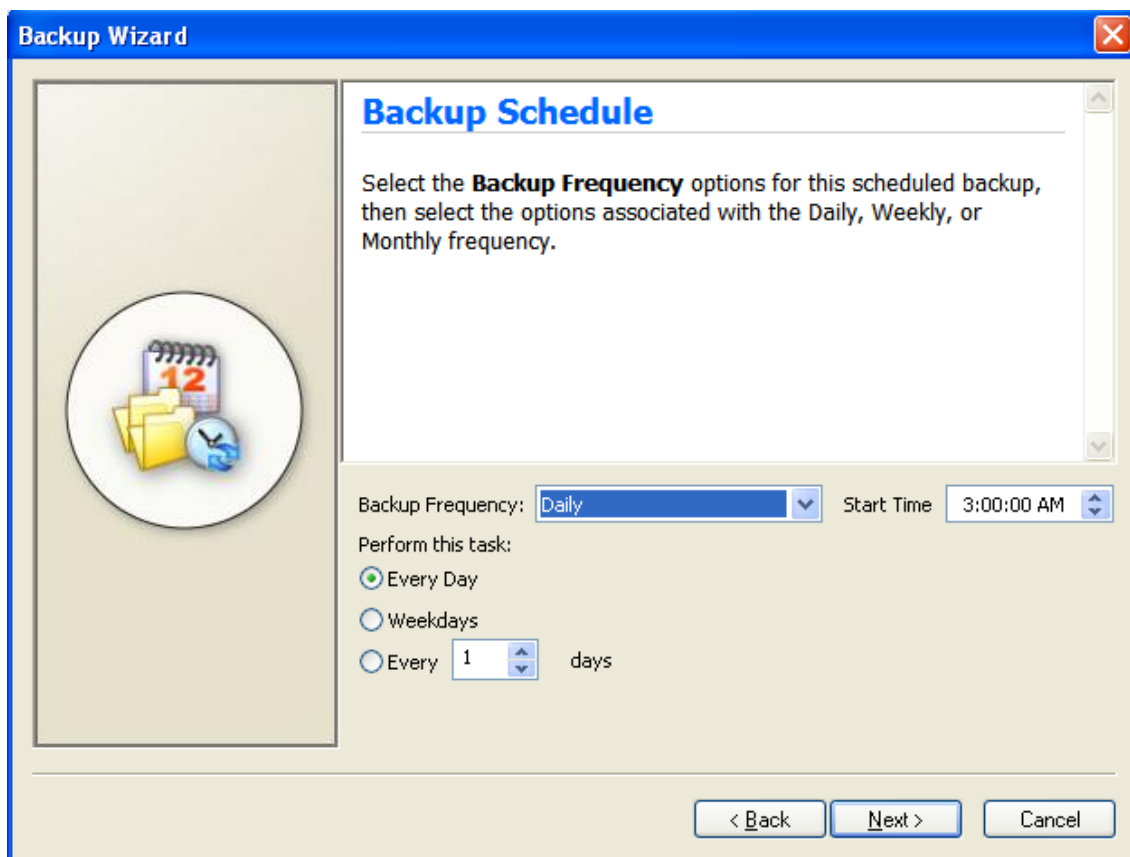 Backup Wizard
Backup Schedule
Select the Backup Frequency options for this scheduled backup,
then select the options associated with the Daily, Weekly, or
Monthly frequency.
12
Backup Frequency: Daily Start Time 3:00:00 AM
Perform this task:
Every Day
Weekdays
Every 1 days
< Back Next > Cancel